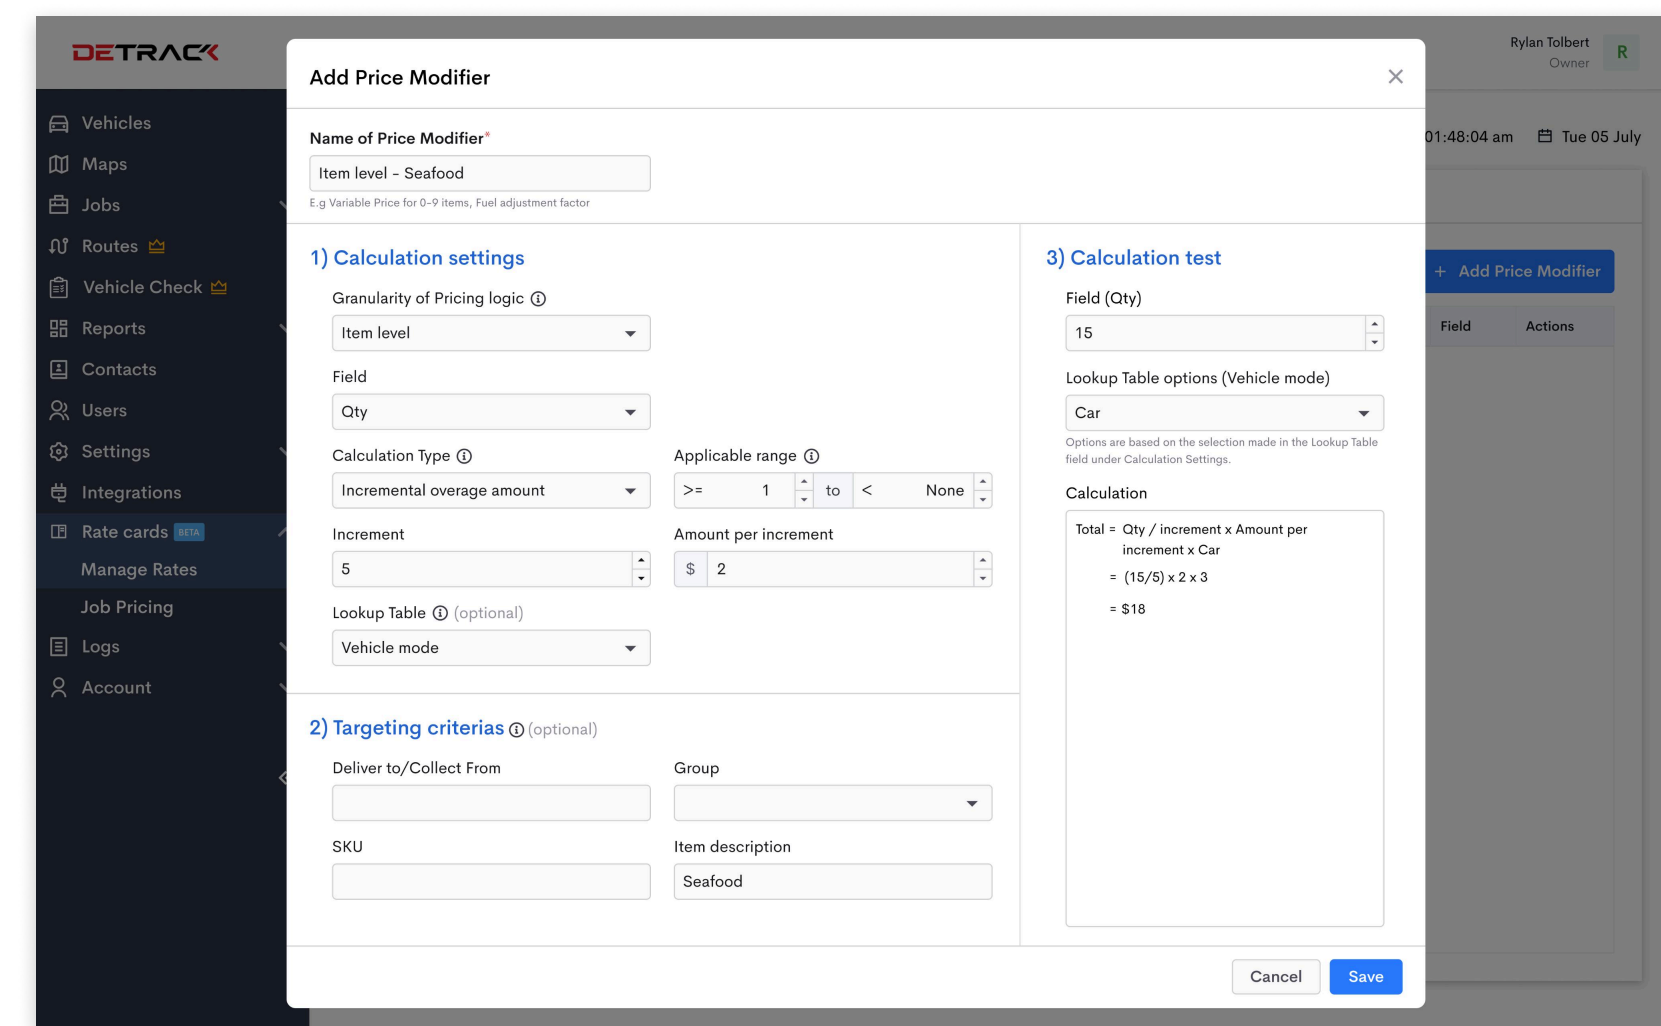 DETRACK
Rylan Tolbert
Owner
R
Vehicles
Maps
Jobs
Routes
Vehicle Check
Reports
Contacts
Users
Settings
Integrations
Rate cards BETA
Manage Rates
Job Pricing
Logs
Account
01:48:04 am Tue 05 July
+ Add Price Modifier
Field Actions
Add Price Modifier
Name of Price Modifier*
Item level - Seafood
E.g Variable Price for 0-9 items, Fuel adjustment factor
1) Calculation settings
Granularity of Pricing logic
Item level
Field
Qty
Calculation Type
Incremental overage amount
Applicable range
>= 1 to < None
Increment
5
Amount per increment
$ 2
Lookup Table (optional)
Vehicle mode
2) Targeting criterias (optional)
Deliver to/Collect From
Group
SKU
Item description
Seafood
3) Calculation test
Field (Qty)
15
Lookup Table options (Vehicle mode)
Car
Options are based on the selection made in the Lookup Table
field under Calculation Settings.
Calculation
Total = Qty / increment x Amount per
increment x Car
= (15/5) x 2 x 3
= $18
Cancel
Save